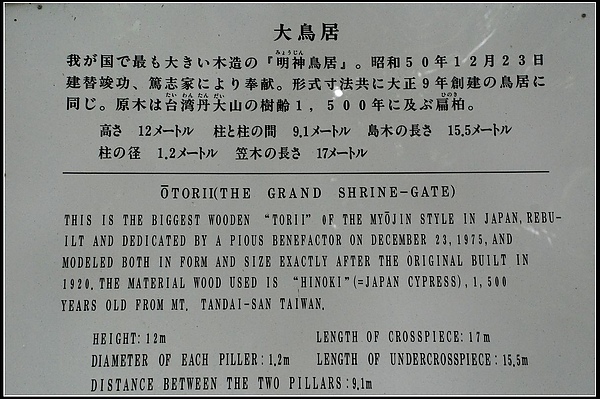 大鳥居
我が国で最も大きい木造の『明神鳥居』。昭和50年12月23日
建替竣功、篤志家により奉献。形式寸法共に大正9年創建の鳥居に
同じ。原木は台湾丹大山の樹齢1,500年に及ぶ扁柏。
高さ 12メートル 柱と柱の間 9.1メートル 島木の長さ 15.5メートル
柱の径 1.2メートル 笠木の長さ 17メートル
ŌTORII(THE GRAND SHRINE-GATE)
THIS IS THE BIGGEST WOODEN “TORII” OF THE MYŌJIN STYLE IN JAPAN, REBU-
ILT AND DEDICATED BY A PIOUS BENEFACTOR ON DECEMBER 23, 1975, AND
MODELED BOTH IN FORM AND SIZE EXACTLY AFTER THE ORIGINAL BUILT IN
1920. THE MATERIAL WOOD USED IS “HINOKI”(=JAPAN CYPRESS), 1,500
YEARS OLD FROM MT. TANDAI-SAN TAIWAN.
HEIGHT: 12m LENGTH OF CROSSPIECE: 17m
DIAMETER OF EACH PILLER: 1.2m LENGTH OF UNDERCROSSPIECE: 15.5m
DISTANCE BETWEEN THE TWO PILLARS: 9.1m